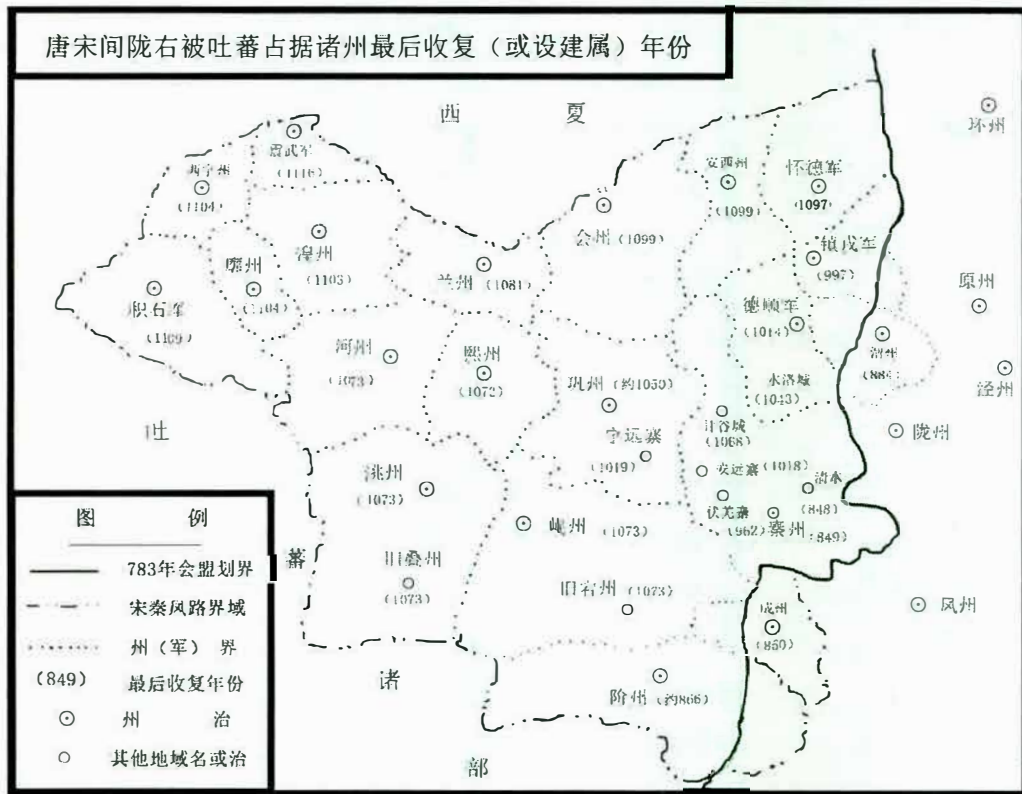 唐宋间陇右被吐蕃占据诸州最后收复（或设建属）年份
西 夏
环州
震武军
(1116)
西宁州
(1104)
安西州
(1099)
怀德军
(1097)
会州 (1099)
湟州
(1103)
镇戎军
(997)
廓州
(1104)
兰州 (1081)
积石军
原州
德顺军
(1014)
河州
(1073)
熙州
(1072)
泾州
水洛城
(1043)
巩州 (约1050)
甘谷城
(1068)
陇州
吐
宁远寨
(1019)
安远寨 (1018)
清水
(848)
洮州
(1073)
伏羌寨
(962)
秦州
(849)
岷州 (1073)
蕃
旧叠州
(1073)
旧宕州 (1073)
凤州
成州
阶州 (约866)
诸
部
图 例
783年会盟划界
宋秦凤路界域
州（军）界
(849) 最后收复年份
州 治
其他地域名或治